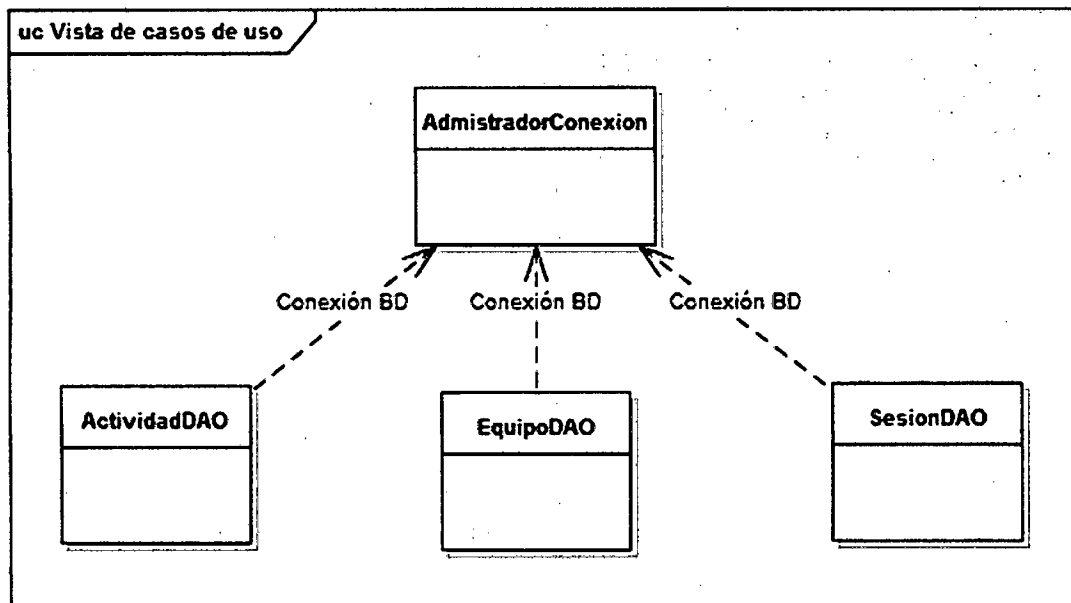 uc Vista de casos de uso
AdmistradorConexion
Conexión BD
Conexión BD
Conexión BD
ActividadDAO
EquipoDAO
SesionDAO